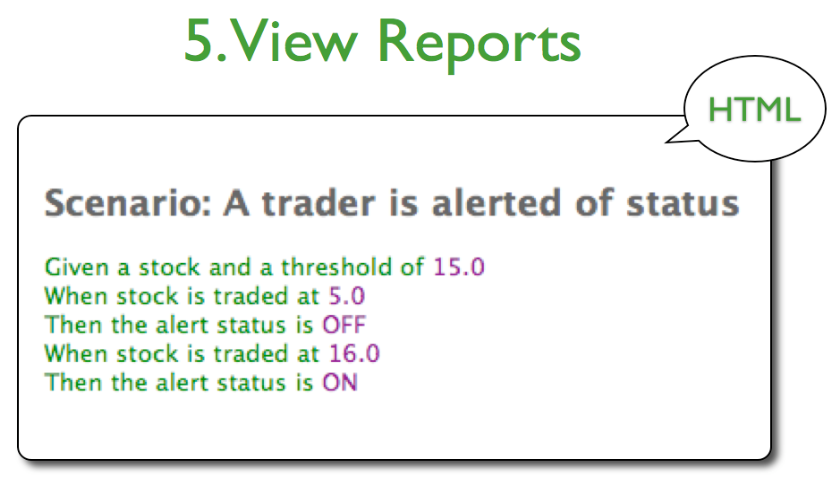 5. View Reports
HTML
Scenario: A trader is alerted of status
Given a stock and a threshold of 15.0
When stock is traded at 5.0
Then the alert status is OFF
When stock is traded at 16.0
Then the alert status is ON